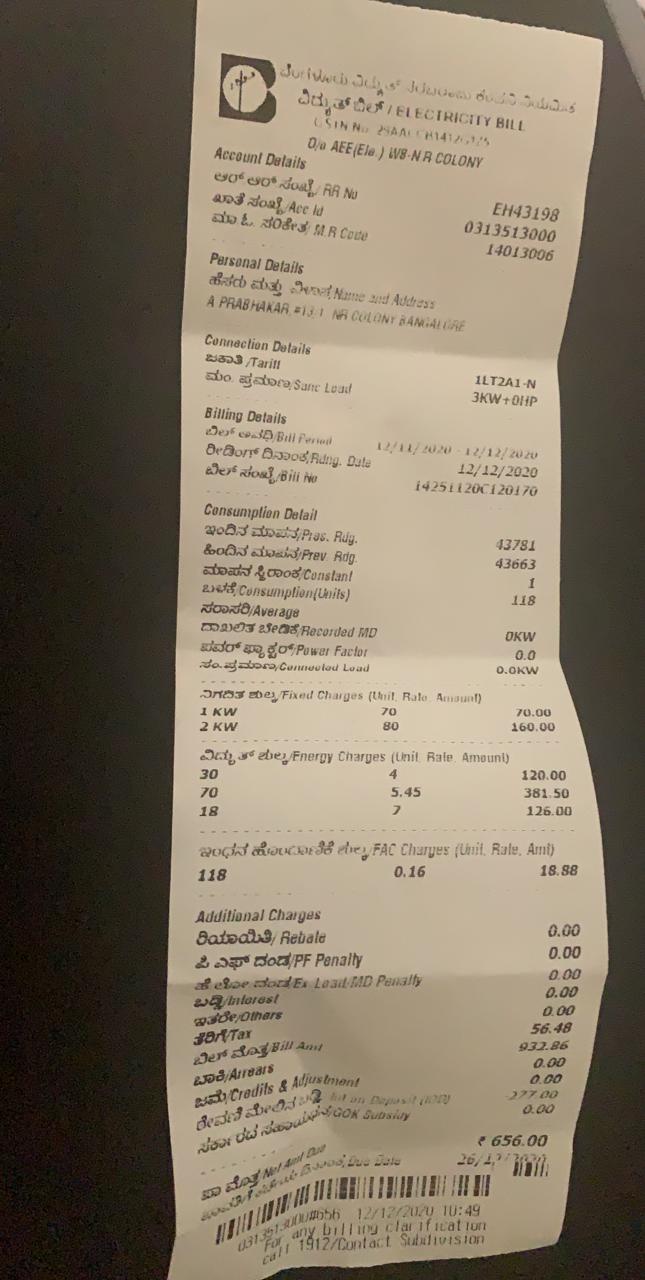 ಬೆಂಗಳೂರು ವಿದ್ಯುತ್ ಸರಬರಾಜು ಕಂಪನಿ ನಿಯಮಿತ
ವಿದ್ಯುತ್ ಬಿಲ್ / ELECTRICITY BILL
GSTN No.
O/o AEE(Ele.) W8-N R COLONY
Account Details
ಆರ್ ಆರ್ ಸಂಖ್ಯೆ/ RR No EH43198
ಖಾತೆ ಸಂಖ್ಯೆ/Acc Id 0313513000
ಮಾ.ಓ. ಸಂಕೇತ/ M.R Code 14013006
Personal Details
ಹೆಸರು ಮತ್ತು ವಿಳಾಸ/Name and Address
A PRABHAKAR, #13/1 NR COLONY BANGALORE
Connection Details
ಜಕಾತಿ /Tariff 1LT2A1-N
ಮಂ. ಪ್ರಮಾಣ/Sanc Load 3KW+0HP
Billing Details
ಬಿಲ್ ಅವಧಿ/Bill Period 12/11/2020 - 12/12/2020
ರೀಡಿಂಗ್ ದಿನಾಂಕ/Rdng. Date 12/12/2020
ಬಿಲ್ ಸಂಖ್ಯೆ/Bill No 14251120C120170
Consumption Detail
ಇಂದಿನ ಮಾಪನ/Pres. Rdg. 43781
ಹಿಂದಿನ ಮಾಪನ/Prev. Rdg. 43663
ಮಾಪನ ಸ್ಥಿರಾಂಕ/Constant 1
ಬಳಕೆ/Consumption(Units) 118
ಸರಾಸರಿ/Average
ದಾಖಲಿತ ಬೇಡಿಕೆ/Recorded MD 0KW
ಪವರ್ ಫ್ಯಾಕ್ಟರ್/Power Factor 0.0
ಸಂ.ಪ್ರಮಾಣ/Connected Load 0.0KW
ನಿಗದಿತ ಶುಲ್ಕ/Fixed Charges (Unit, Rate, Amount)
1 KW 70 70.00
2 KW 80 160.00
ವಿದ್ಯುತ್ ಶುಲ್ಕ/Energy Charges (Unit, Rate, Amount)
30 4 120.00
70 5.45 381.50
18 7 126.00
ಇಂಧನ ಹೊಂದಾಣಿಕೆ ಶುಲ್ಕ/FAC Charges (Unit, Rate, Amt)
118 0.16 18.88
Additional Charges
ರಿಯಾಯಿತಿ/ Rebate 0.00
ಪಿ ಎಫ್ ದಂಡ/PF Penalty 0.00
ಹೆ ಲೋ ದಂಡ/Ex. Load/MD Penalty 0.00
ಬಡ್ಡಿ/Interest 0.00
ಇತರೇ/Others 0.00
ತೆರಿಗೆ/Tax 56.48
ಬಿಲ್ ಮೊತ್ತ/Bill Amt 932.86
ಬಾಕಿ/Arrears 0.00
ಜಮೆ/Credits & Adjustment 0.00
ಠೇವಣಿ ಮೇಲಿನ ಬಡ್ಡಿ Int on Deposit (IOD) -277.00
ಸರ್ಕಾರದ ಸಹಾಯಧನ/GOK Subsidy 0.00
ಪಾ ಮೊತ್ತ/Net Amt Due ₹ 656.00
ದಿನಾಂಕ/Due Date 26/12/2020
0313513000#656 12/12/2020 10:49
For any billing clarification
call 1912/Contact Subdivision